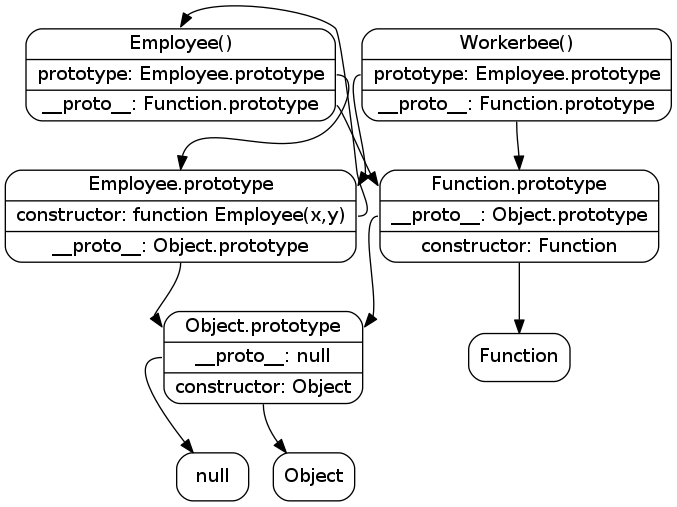 Employee()
prototype: Employee.prototype
__proto__: Function.prototype
Workerbee()
prototype: Employee.prototype
__proto__: Function.prototype
Employee.prototype
constructor: function Employee(x,y)
__proto__: Object.prototype
Function.prototype
__proto__: Object.prototype
constructor: Function
Object.prototype
__proto__: null
constructor: Object
Function
null
Object